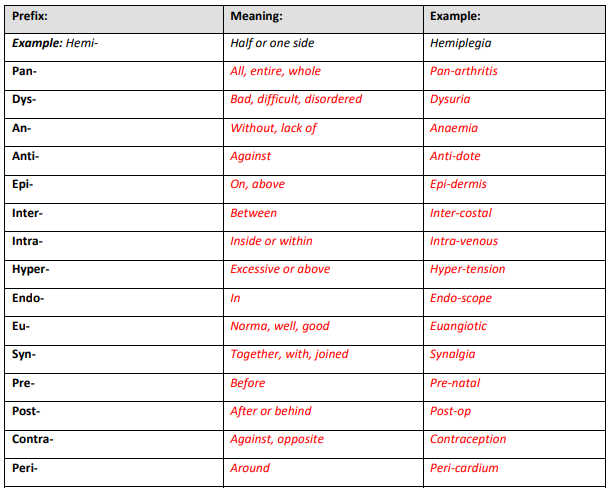 Prefix: Meaning: Example:
Example: Hemi- Half or one side Hemiplegia
Pan- All, entire, whole Pan-arthritis
Dys- Bad, difficult, disordered Dysuria
An- Without, lack of Anaemia
Anti- Against Anti-dote
Epi- On, above Epi-dermis
Inter- Between Inter-costal
Intra- Inside or within Intra-venous
Hyper- Excessive or above Hyper-tension
Endo- In Endo-scope
Eu- Norma, well, good Euangiotic
Syn- Together, with, joined Synalgia
Pre- Before Pre-natal
Post- After or behind Post-op
Contra- Against, opposite Contraception
Peri- Around Peri-cardium